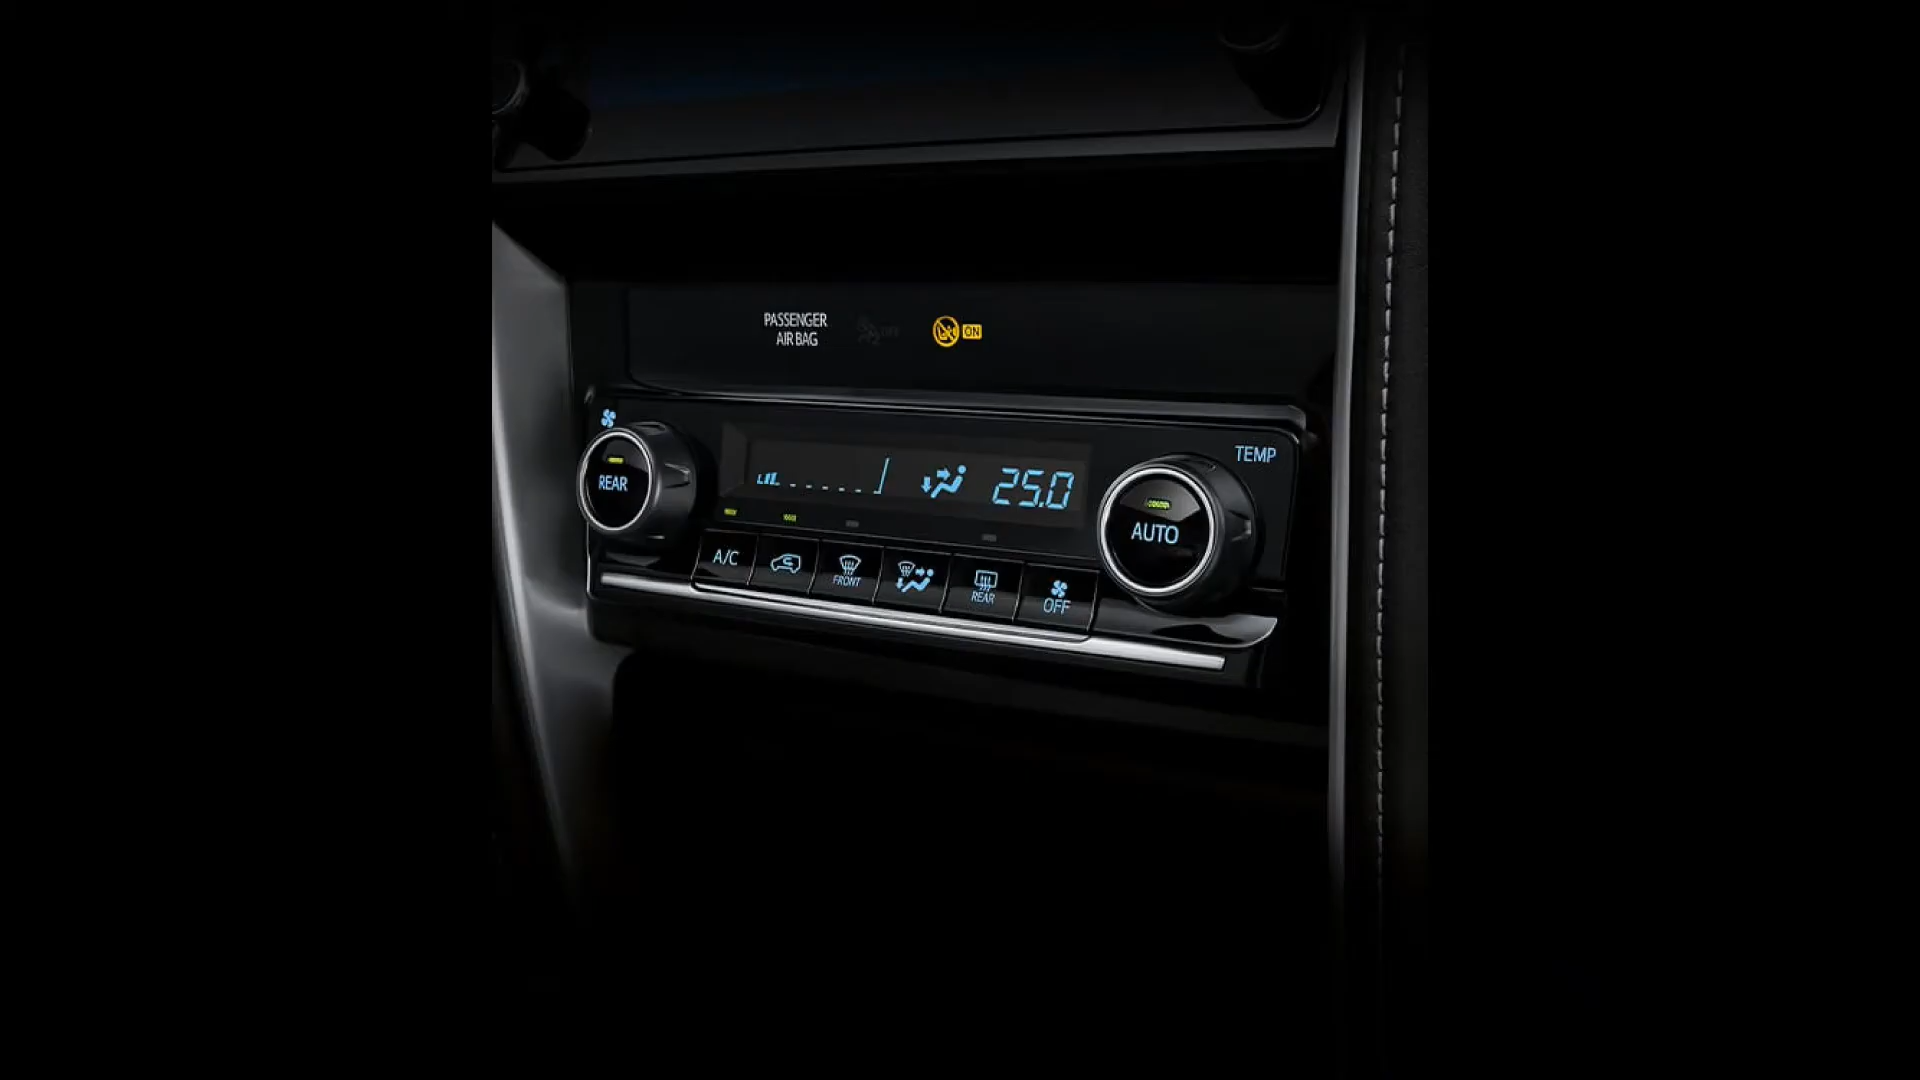 PASSENGER
AIR BAG
ON
TEMP
REAR
25.0
AUTO
A/C
FRONT
REAR
OFF